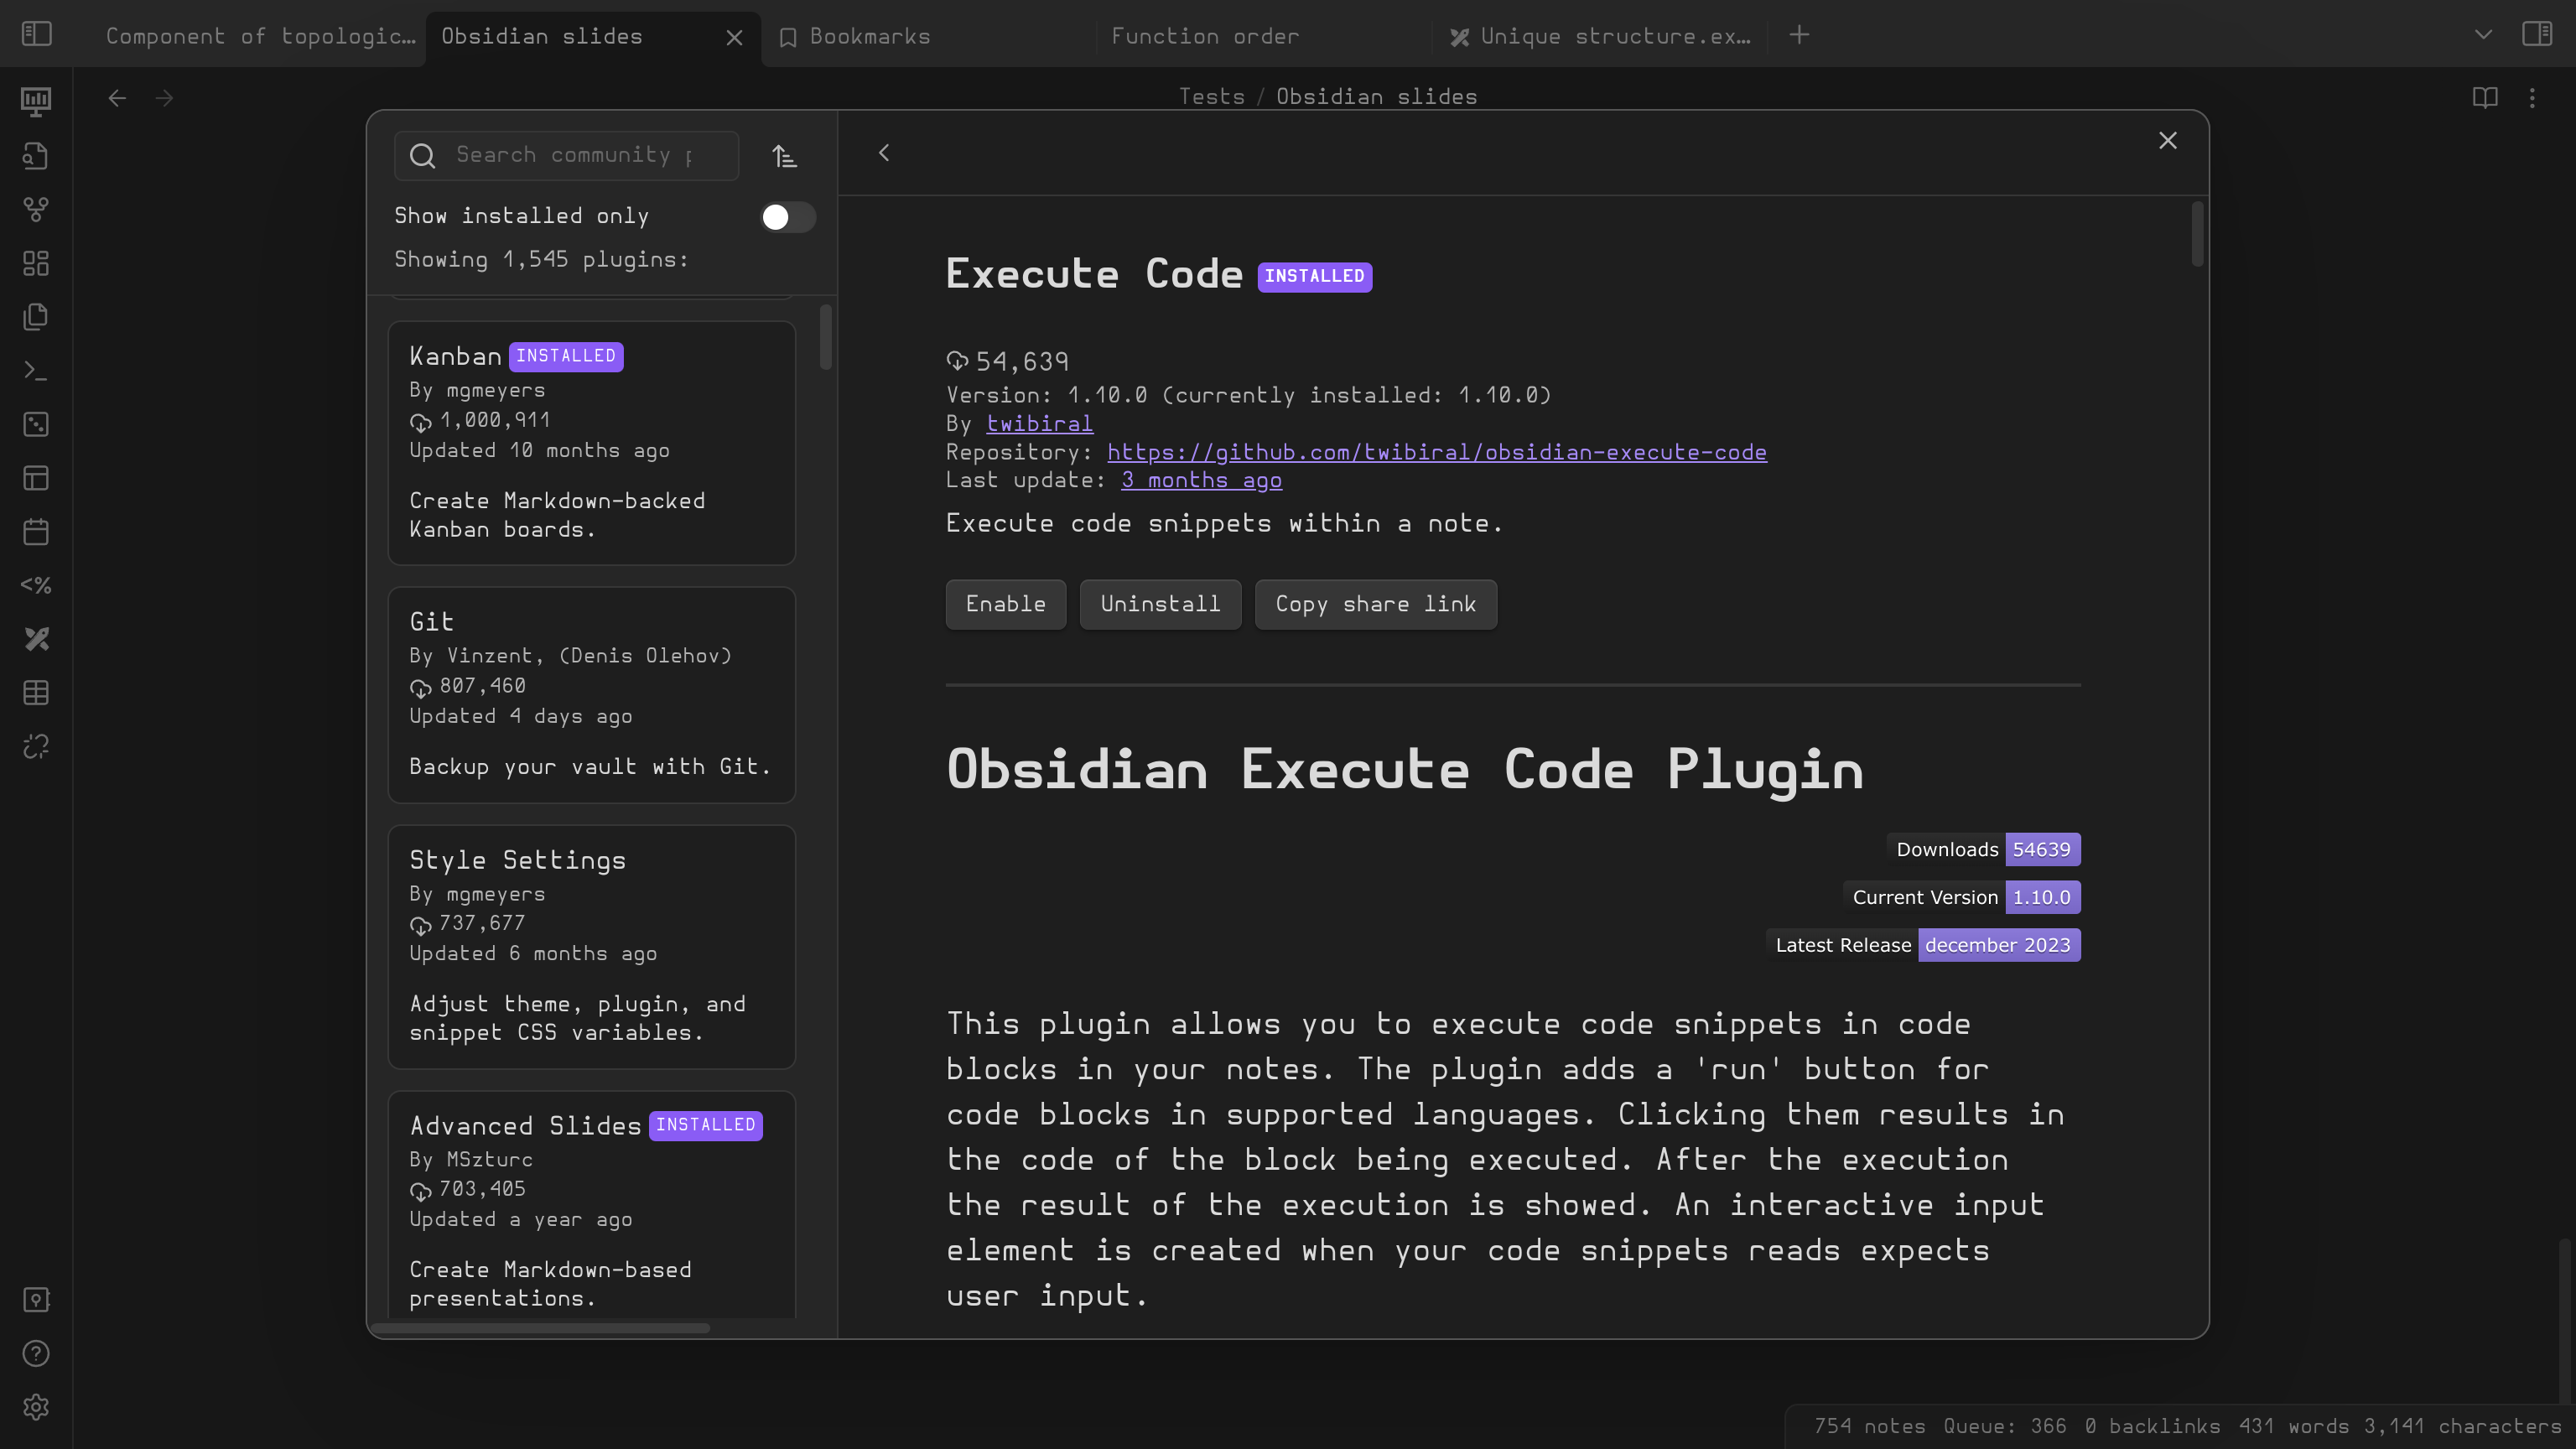 Component of topologic…
Obsidian slides
Bookmarks
Function order
Unique structure.ex…
Tests / Obsidian slides
Search community p
Show installed only
Showing 1,545 plugins:
Kanban INSTALLED
By mgmeyers
1,000,911
Updated 10 months ago
Create Markdown-backed
Kanban boards.
Git
By Vinzent, (Denis Olehov)
807,460
Updated 4 days ago
Backup your vault with Git.
Style Settings
By mgmeyers
737,677
Updated 6 months ago
Adjust theme, plugin, and
snippet CSS variables.
Advanced Slides INSTALLED
By MSzturc
703,405
Updated a year ago
Create Markdown-based
presentations.
Execute Code INSTALLED
54,639
Version: 1.10.0 (currently installed: 1.10.0)
By twibiral
Repository: https://github.com/twibiral/obsidian-execute-code
Last update: 3 months ago
Execute code snippets within a note.
Enable
Uninstall
Copy share link
Obsidian Execute Code Plugin
Downloads 54639
Current Version 1.10.0
Latest Release december 2023
This plugin allows you to execute code snippets in code
blocks in your notes. The plugin adds a 'run' button for
code blocks in supported languages. Clicking them results in
the code of the block being executed. After the execution
the result of the execution is showed. An interactive input
element is created when your code snippets reads expects
user input.
<%
754 notes Queue: 366 0 backlinks 431 words 3,141 characters